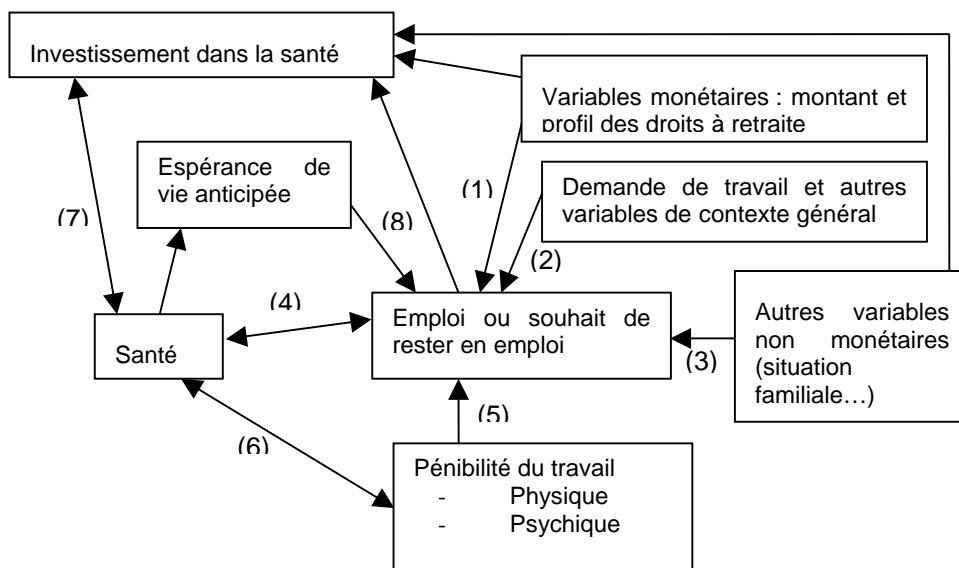 Investissement dans la santé
Variables monétaires : montant et
profil des droits à retraite
Espérance de
vie anticipée
(1)
Demande de travail et autres
variables de contexte général
(7)
(8)
(2)
(4)
Emploi ou souhait de
rester en emploi
Autres variables
non monétaires
(situation
familiale…)
Santé
(3)
(5)
(6)
Pénibilité du travail
- Physique
- Psychique